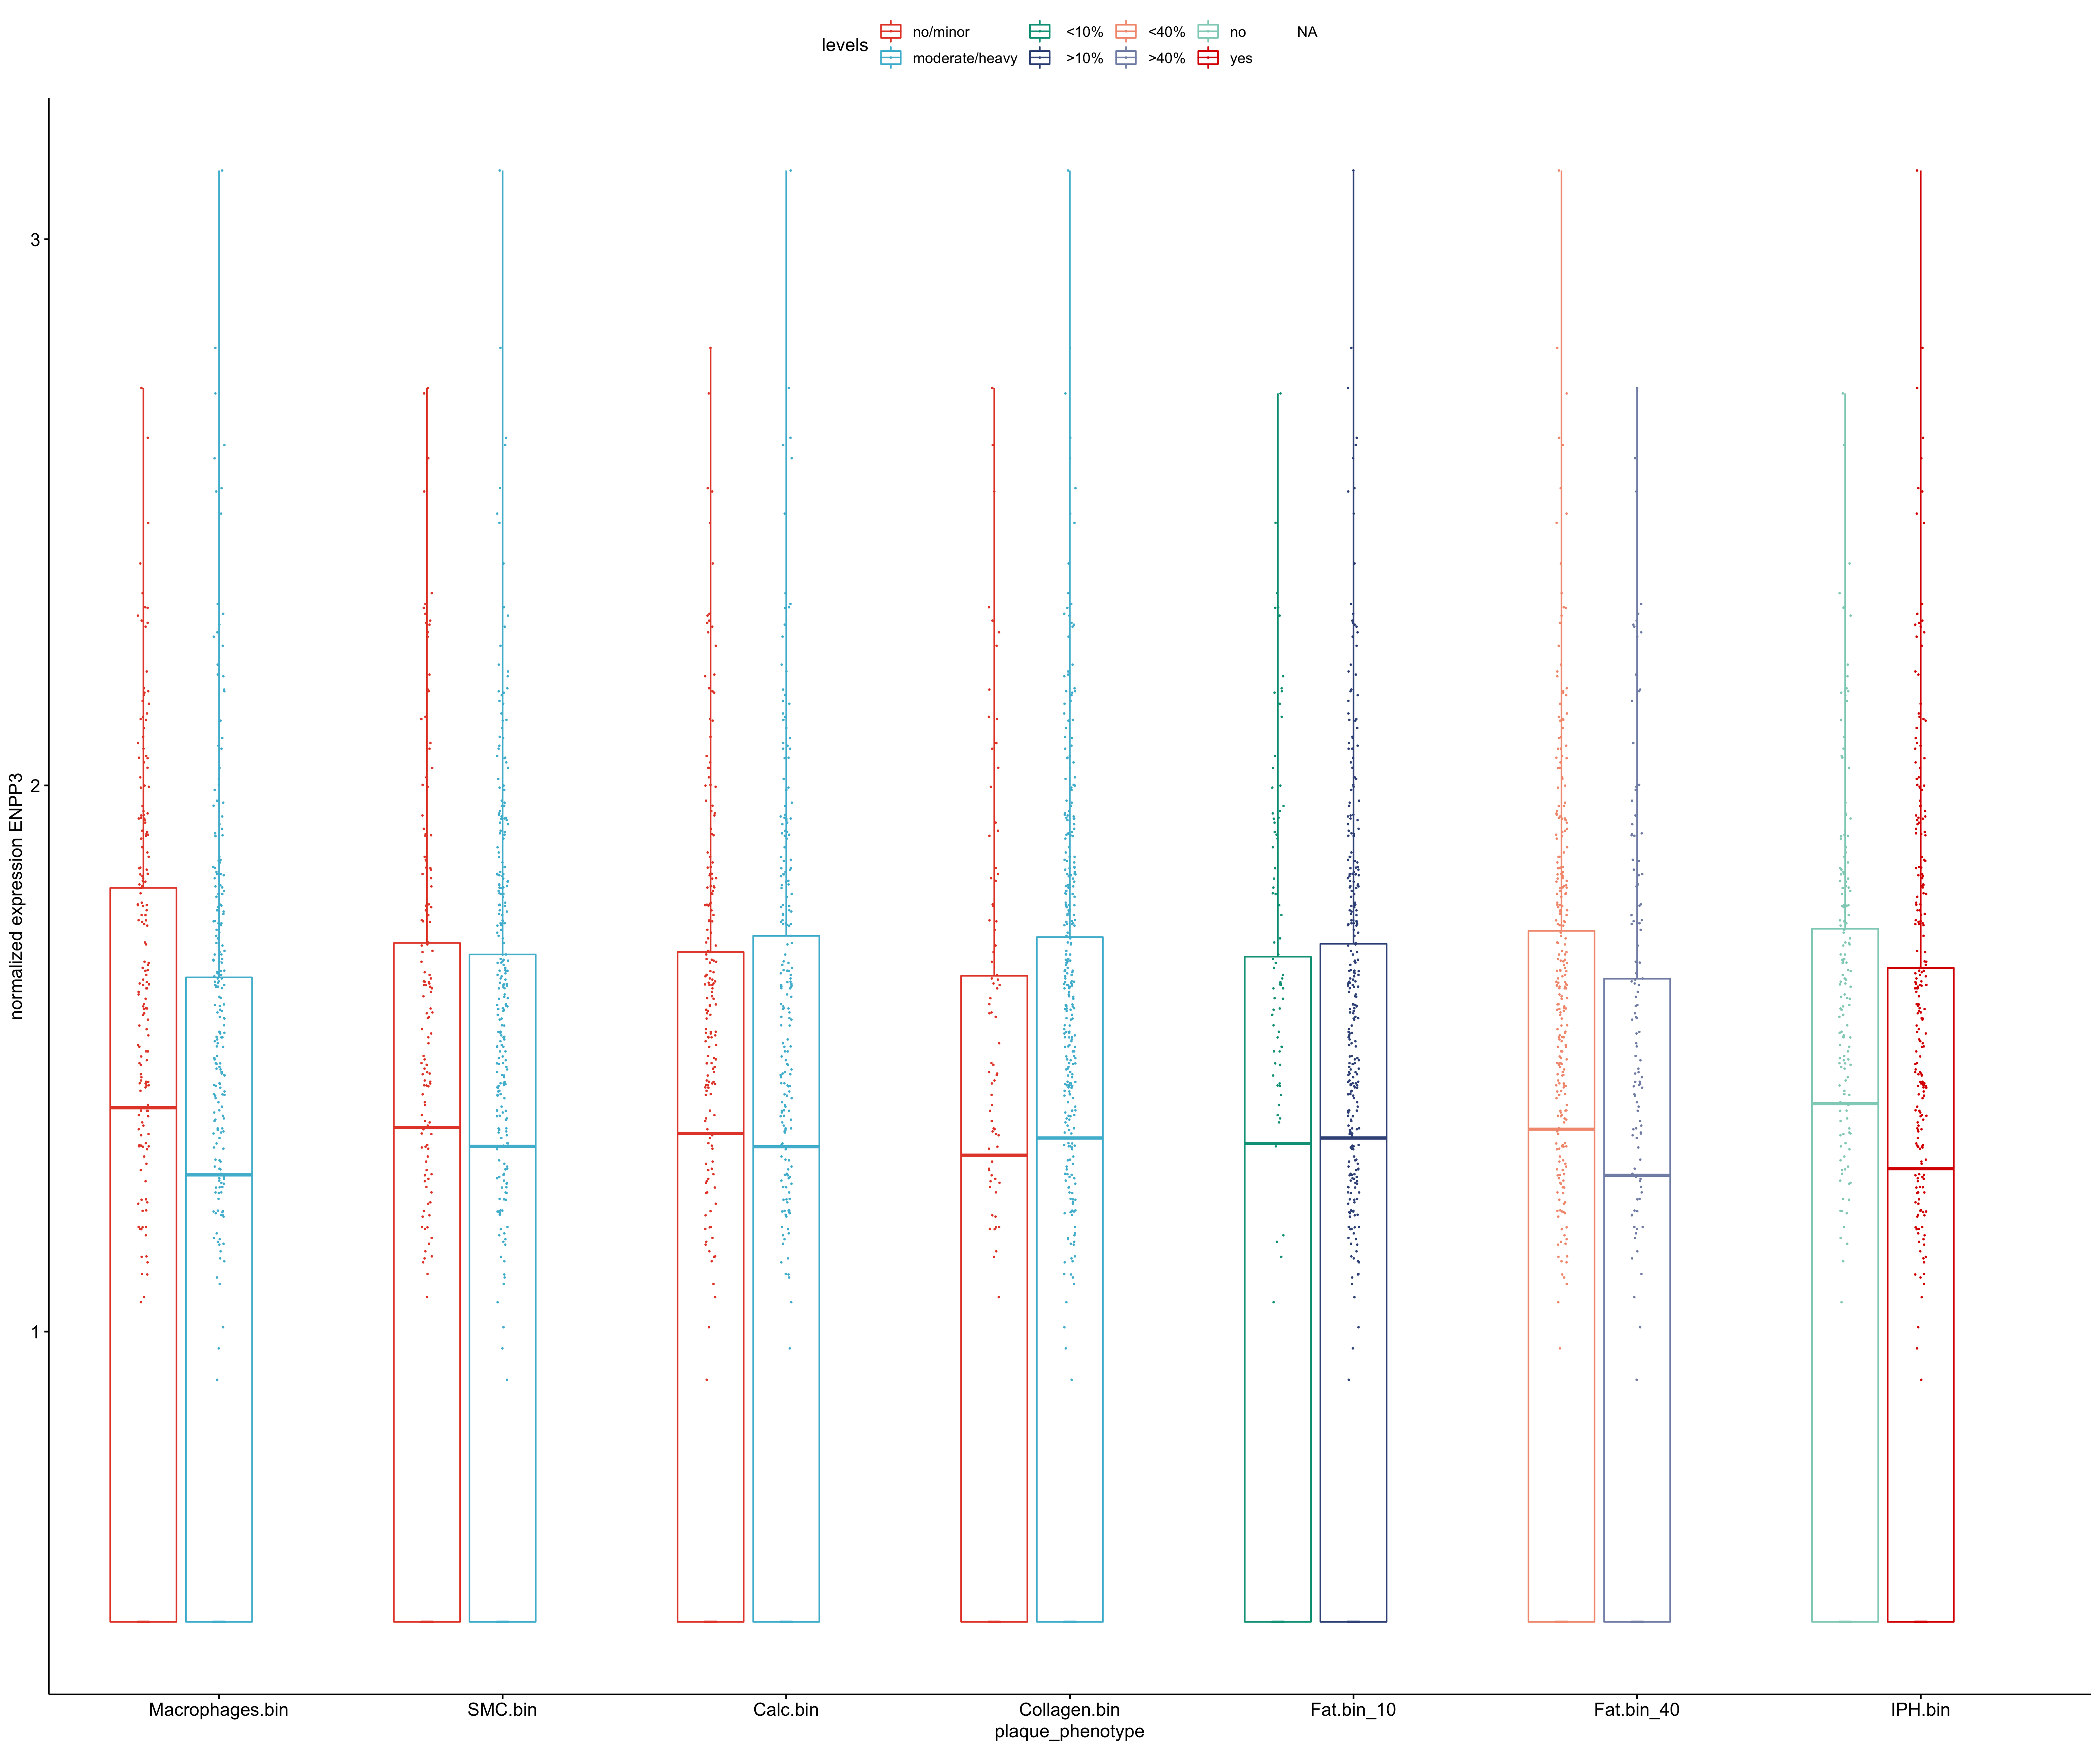 levels no/minor <10% <40% no NA
moderate/heavy >10% >40% yes
normalized expression ENPP3
3
2
1
Macrophages.bin SMC.bin Calc.bin Collagen.bin Fat.bin_10 Fat.bin_40 IPH.bin
plaque_phenotype